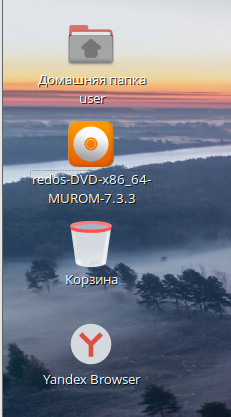 Домашняя папка
user
redos-DVD-x86_64-
MUROM-7.3.3
Корзина
Yandex Browser